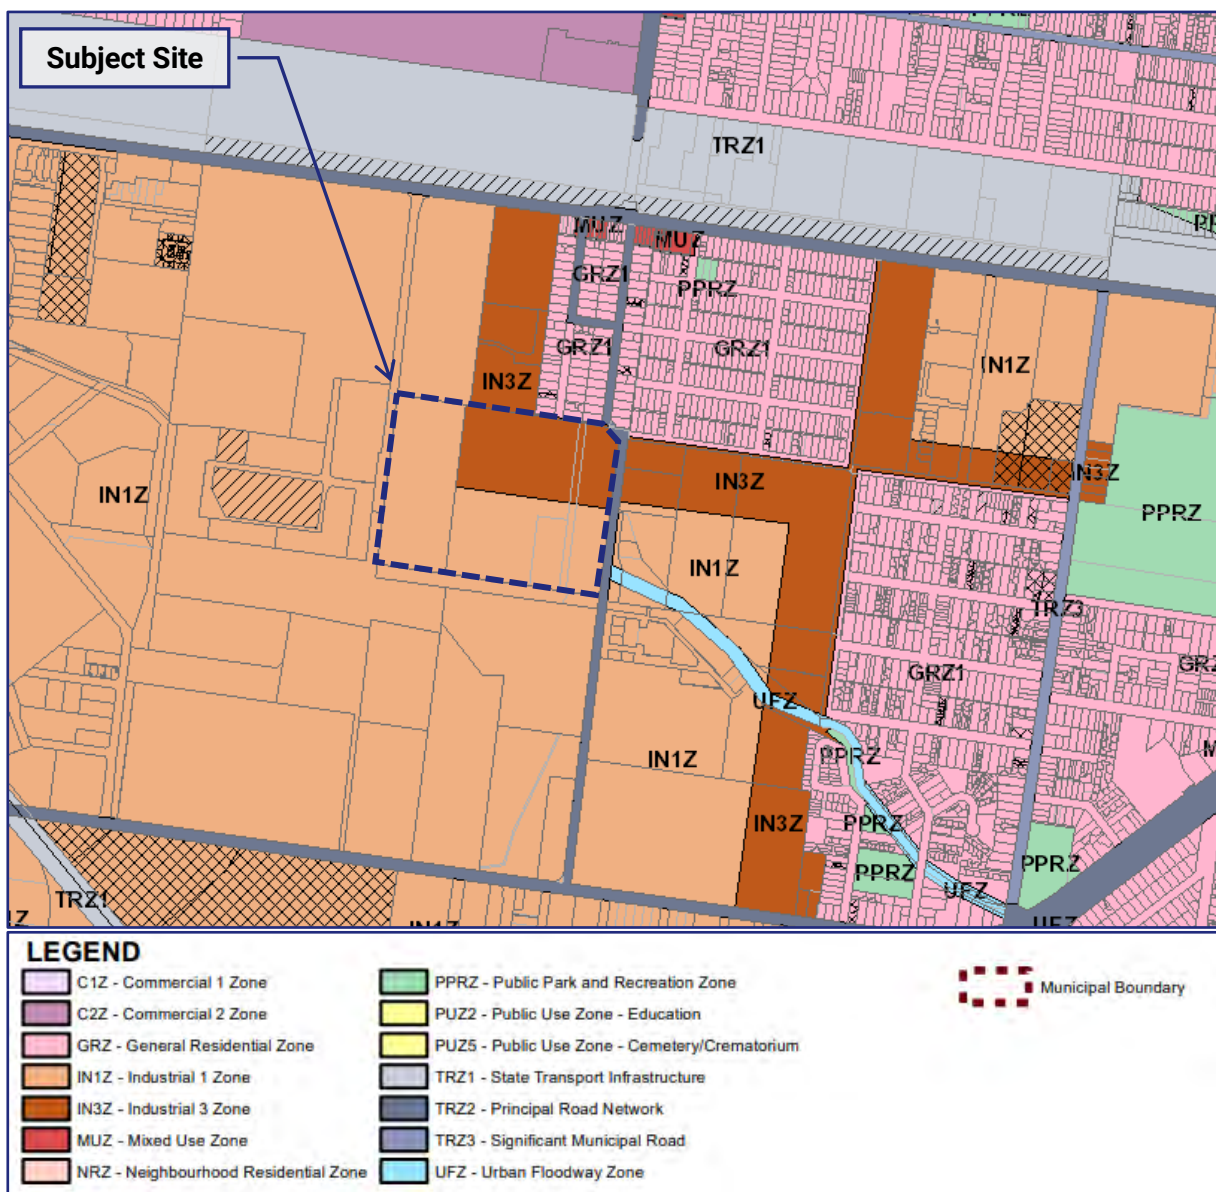 Subject Site
PPRZ
TRZ1
MUZ
MUZ
GRZ1
PPRZ
GRZ1
GRZ1
IN1Z
IN3Z
IN3Z
IN3Z
IN1Z
PPRZ
IN1Z
TRZ3
GRZ1
UFZ
IN1Z
PPRZ
IN3Z
PPRZ
PPRZ
PPRZ
TRZ1
UFZ
UFZ
IN1Z
LEGEND
C1Z - Commercial 1 Zone
C2Z - Commercial 2 Zone
GRZ - General Residential Zone
IN1Z - Industrial 1 Zone
IN3Z - Industrial 3 Zone
MUZ - Mixed Use Zone
NRZ - Neighbourhood Residential Zone
PPRZ - Public Park and Recreation Zone
PUZ2 - Public Use Zone - Education
PUZ5 - Public Use Zone - Cemetery/Crematorium
TRZ1 - State Transport Infrastructure
TRZ2 - Principal Road Network
TRZ3 - Significant Municipal Road
UFZ - Urban Floodway Zone
Municipal Boundary